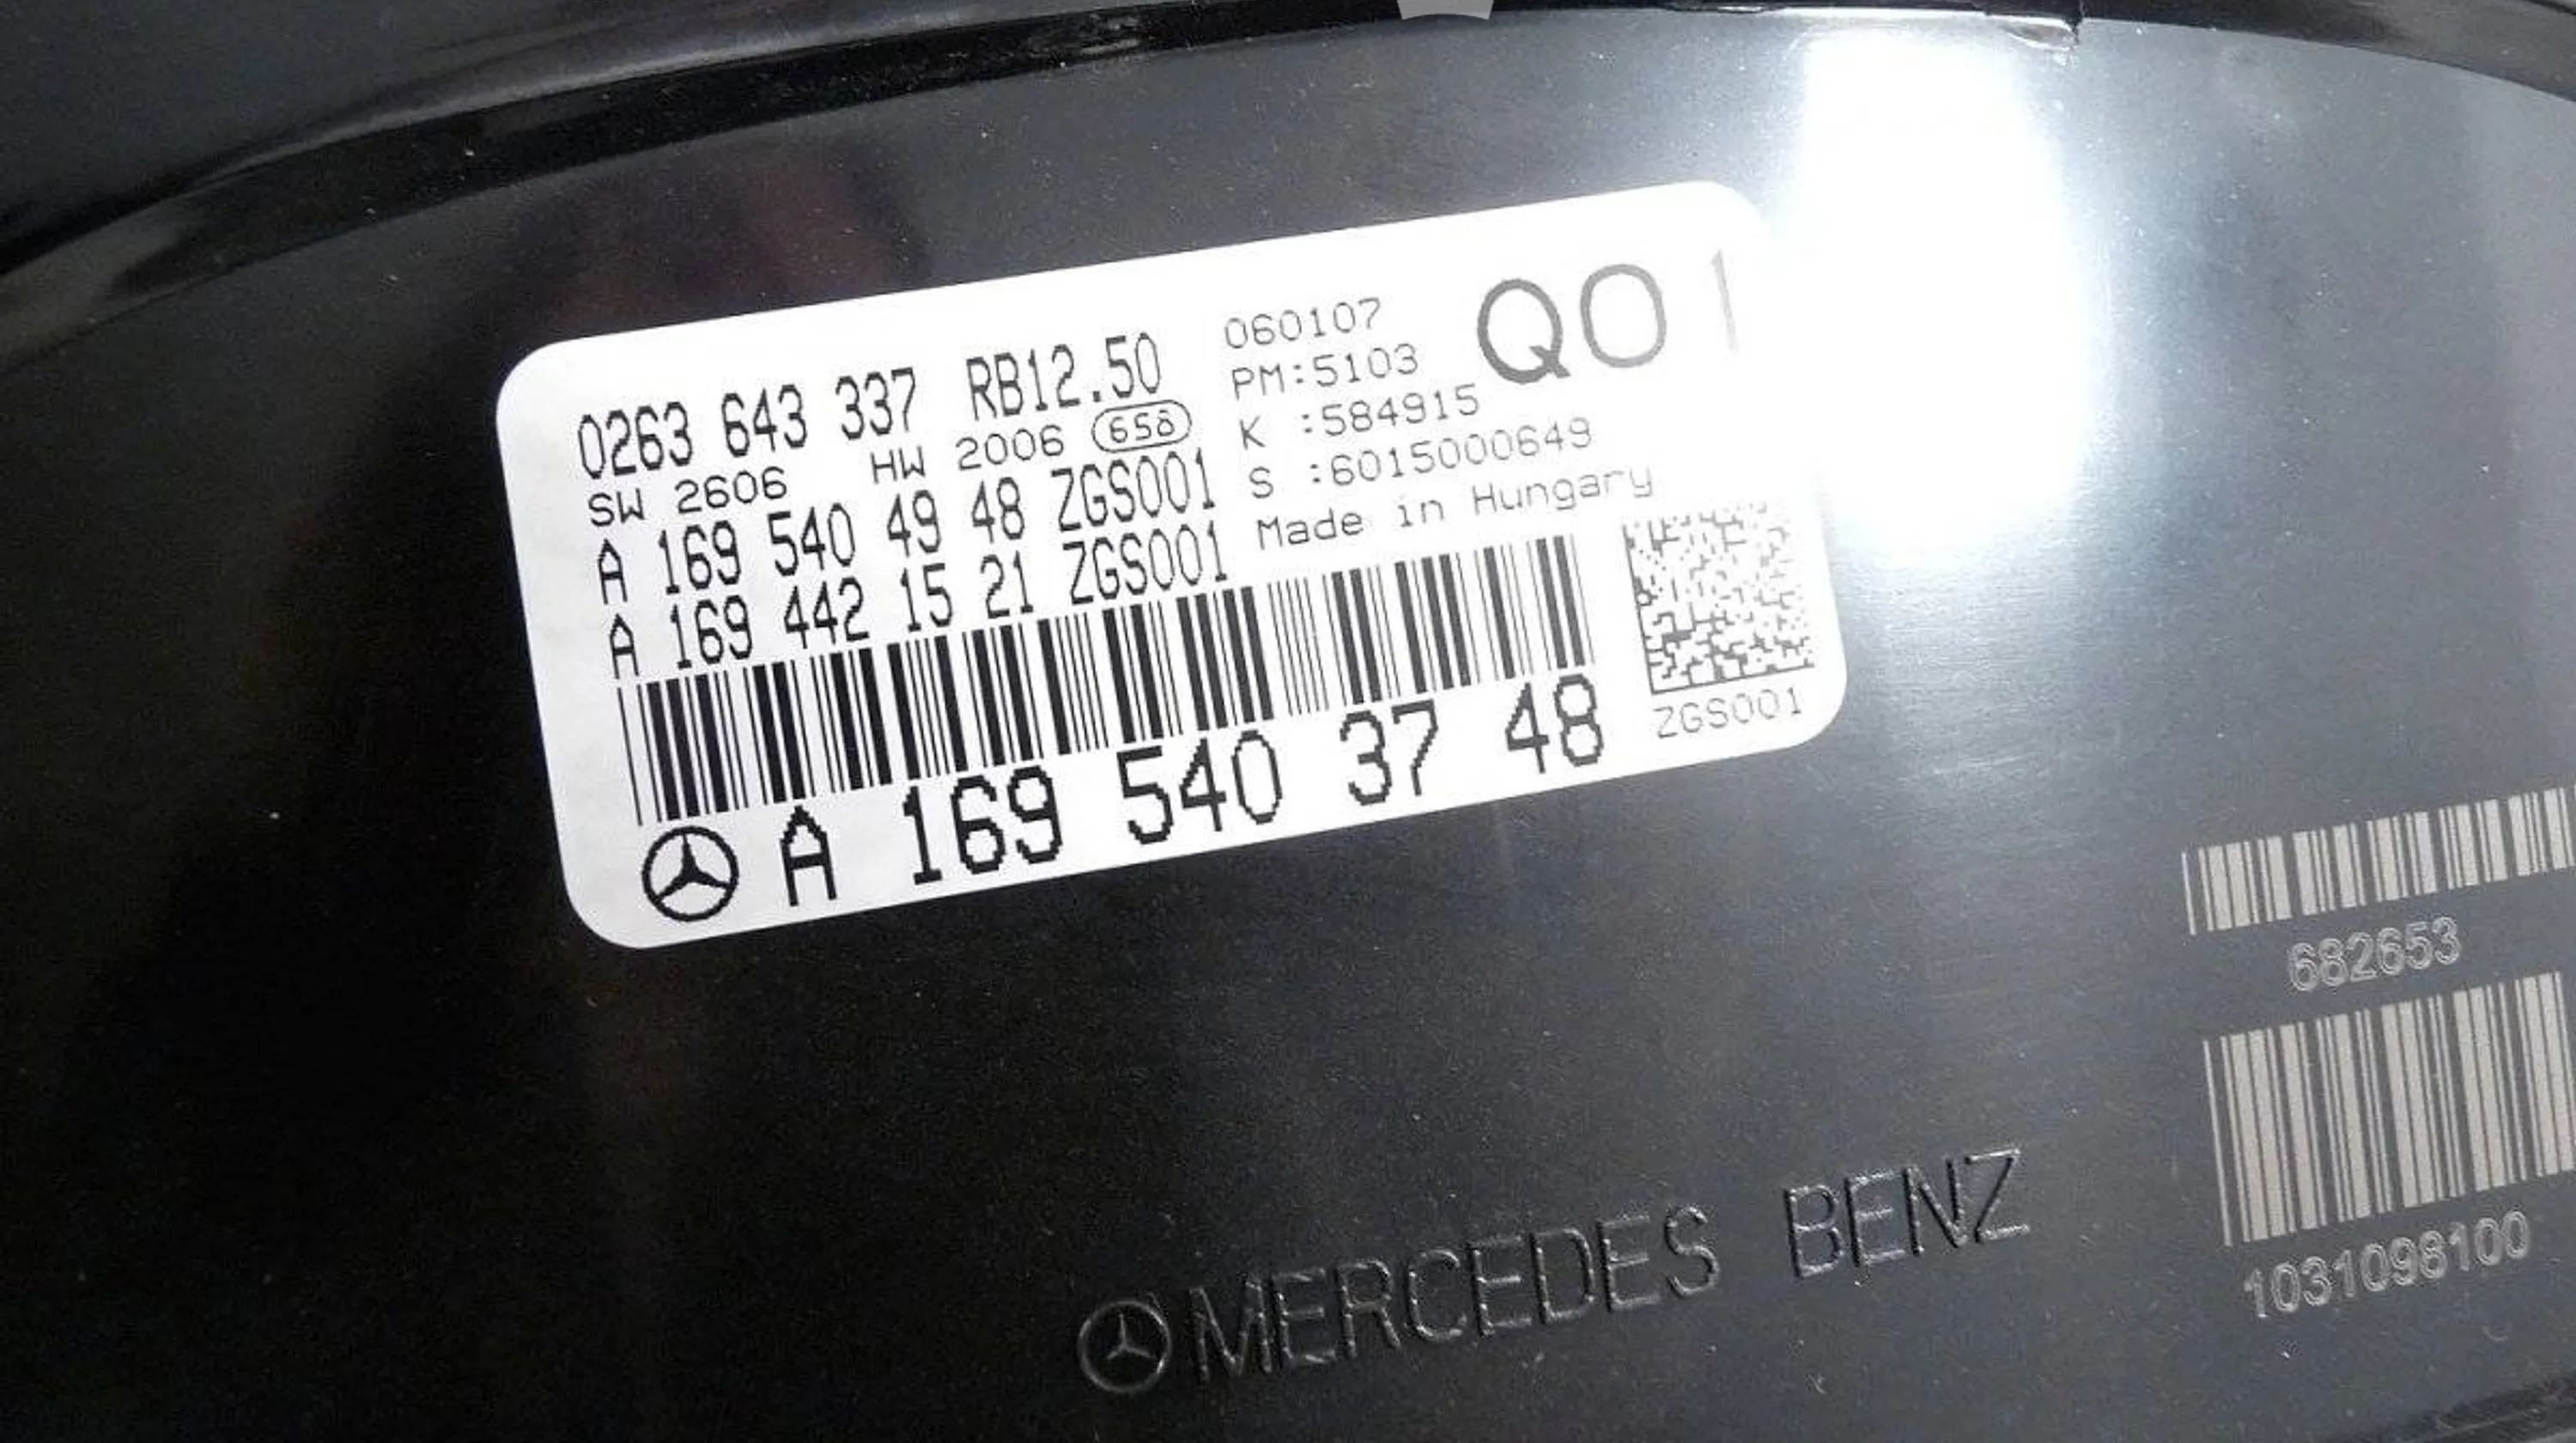 0263 643 337 RB12.50
SW 2606 HW 2006 658
A 169 540 49 48 ZGS001
A 169 442 15 21 ZGS001
060107
PM:5103
K :584915
S :6015000649
Made in Hungary
QO
ZGS001
A 169 540 37 48
682653
1031098100
MERCEDES BENZ